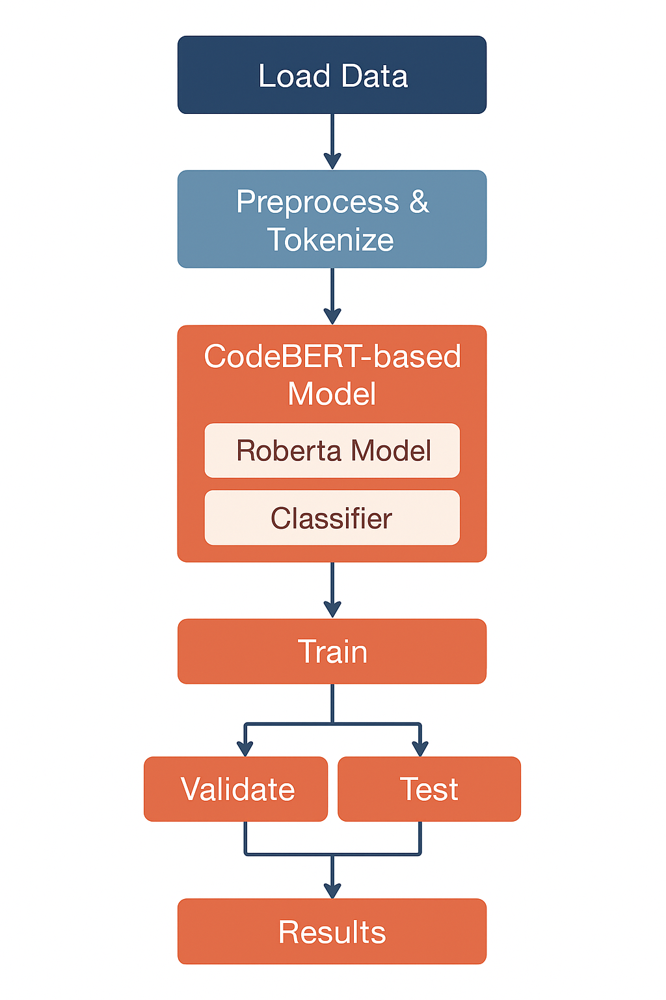 Load Data
Preprocess &
Tokenize
CodeBERT-based
Model
Roberta Model
Classifier
Train
Validate
Test
Results